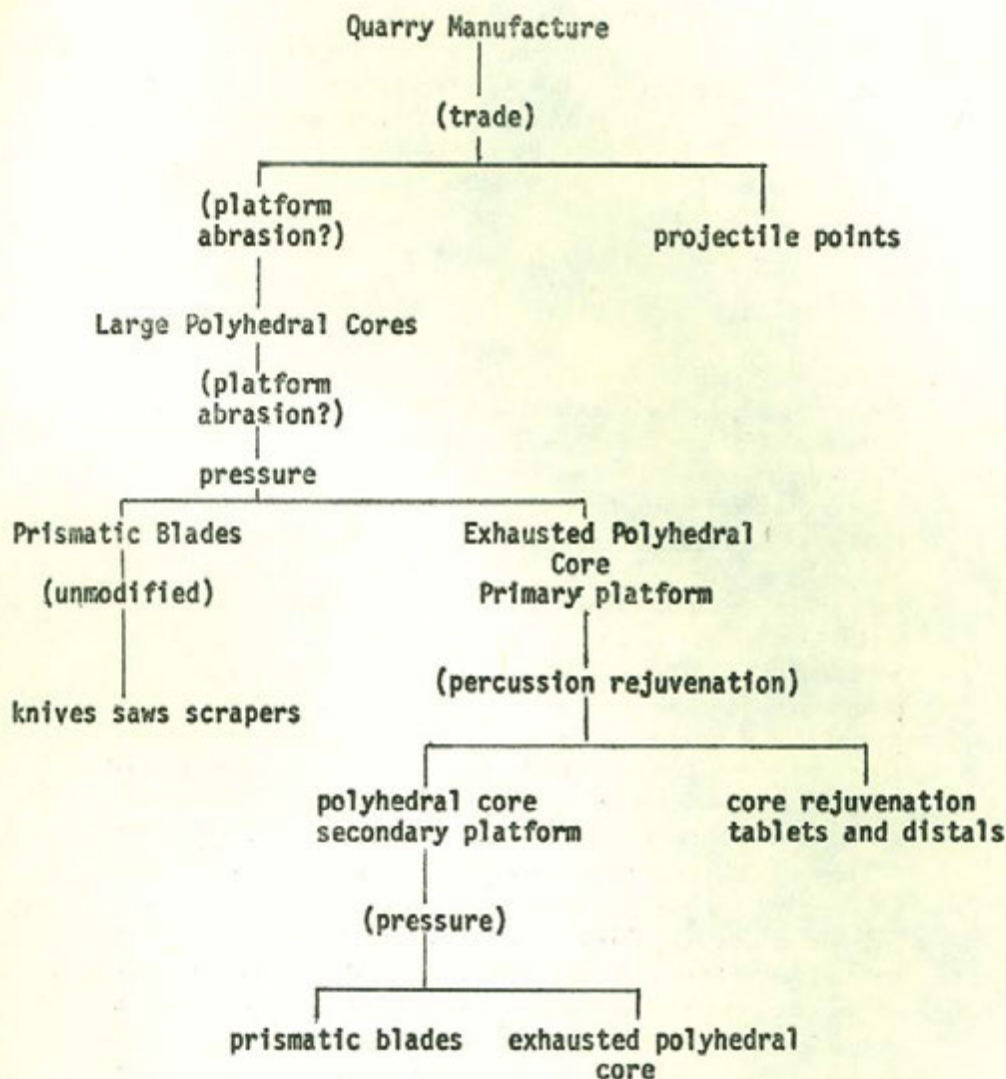 Quarry Manufacture
(trade)
(platform
abrasion?)
projectile points
Large Polyhedral Cores
(platform
abrasion?)
pressure
Prismatic Blades
Exhausted Polyhedral
Core
Primary platform
(unmodified)
(percussion rejuvenation)
knives saws scrapers
polyhedral core
secondary platform
core rejuvenation
tablets and distals
(pressure)
prismatic blades
exhausted polyhedral
core